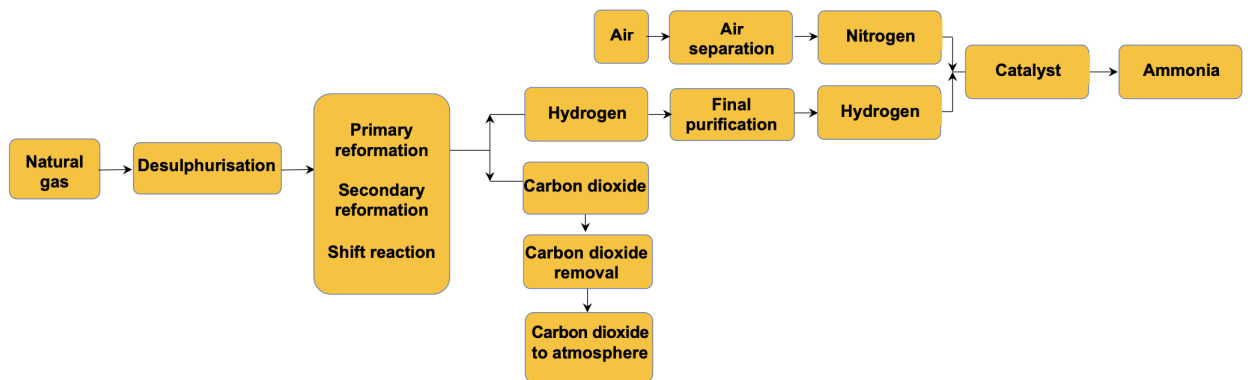 Air
Air
separation
Nitrogen
Catalyst
Ammonia
Hydrogen
Final
purification
Hydrogen
Natural
gas
Desulphurisation
Primary
reformation
Secondary
reformation
Shift reaction
Carbon dioxide
Carbon dioxide
removal
Carbon dioxide
to atmosphere